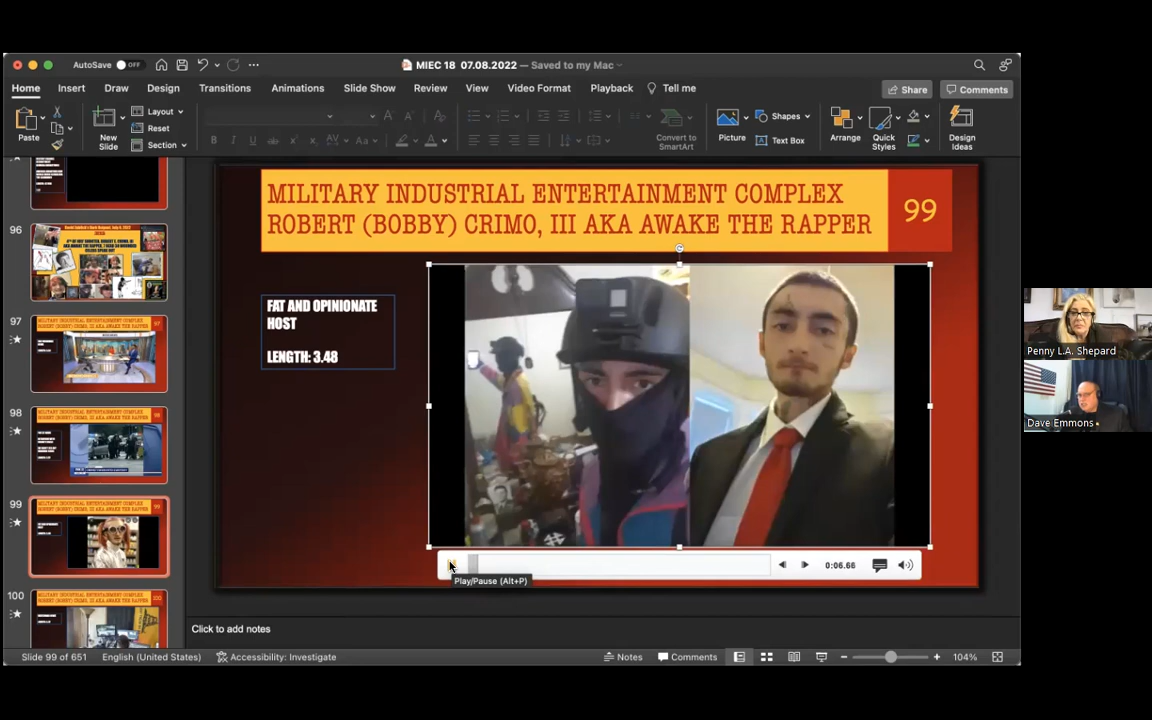 AutoSave OFF
MIEC 18 07.08.2022 — Saved to my Mac
Home Insert Draw Design Transitions Animations Slide Show Review View Video Format Playback Tell me
Share Comments
Paste
New Slide
Layout
Reset
Section
Convert to SmartArt
Picture
Shapes
Text Box
Arrange
Quick Styles
Design Ideas
96
97
98
99
100
MILITARY INDUSTRIAL ENTERTAINMENT COMPLEX
ROBERT (BOBBY) CRIMO, III AKA AWAKE THE RAPPER
99
FAT AND OPINIONATE
HOST
LENGTH: 3.48
0:06.66
Play/Pause (Alt+P)
Click to add notes
Slide 99 of 651 English (United States) Accessibility: Investigate Notes Comments 104%
Penny L.A. Shepard
Dave Emmons